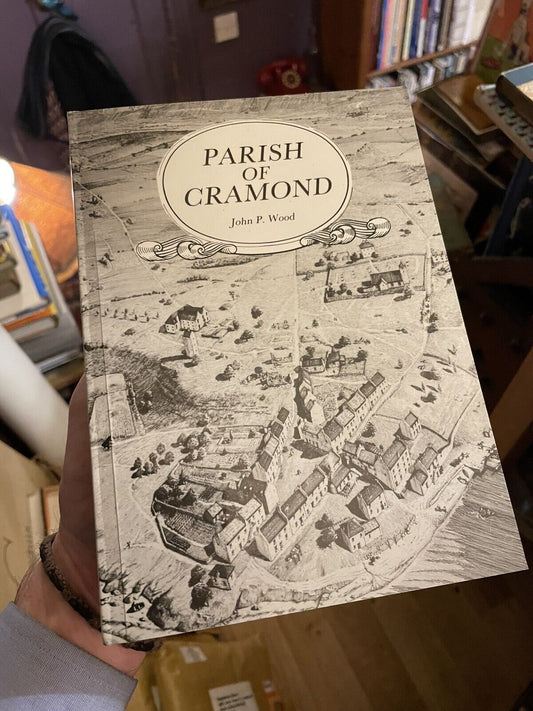 PARISH
OF
CRAMOND
John P. Wood